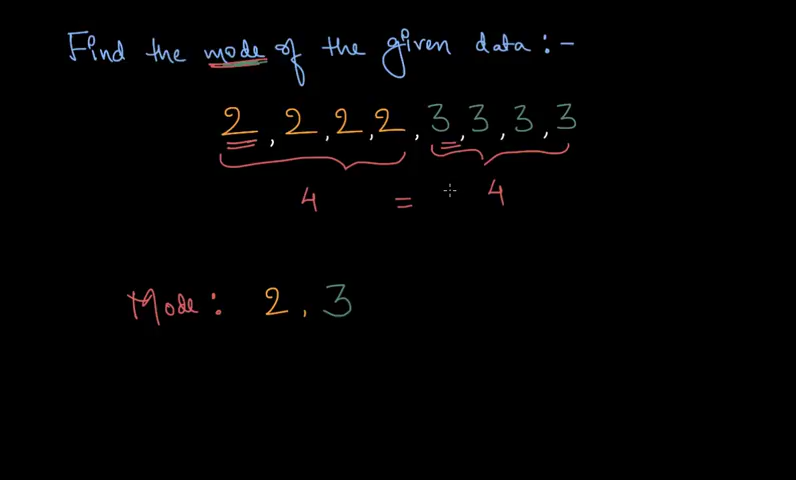 Find the mode of the given data :-
2, 2, 2, 2, 3, 3, 3, 3
4 = 4
Mode: 2, 3